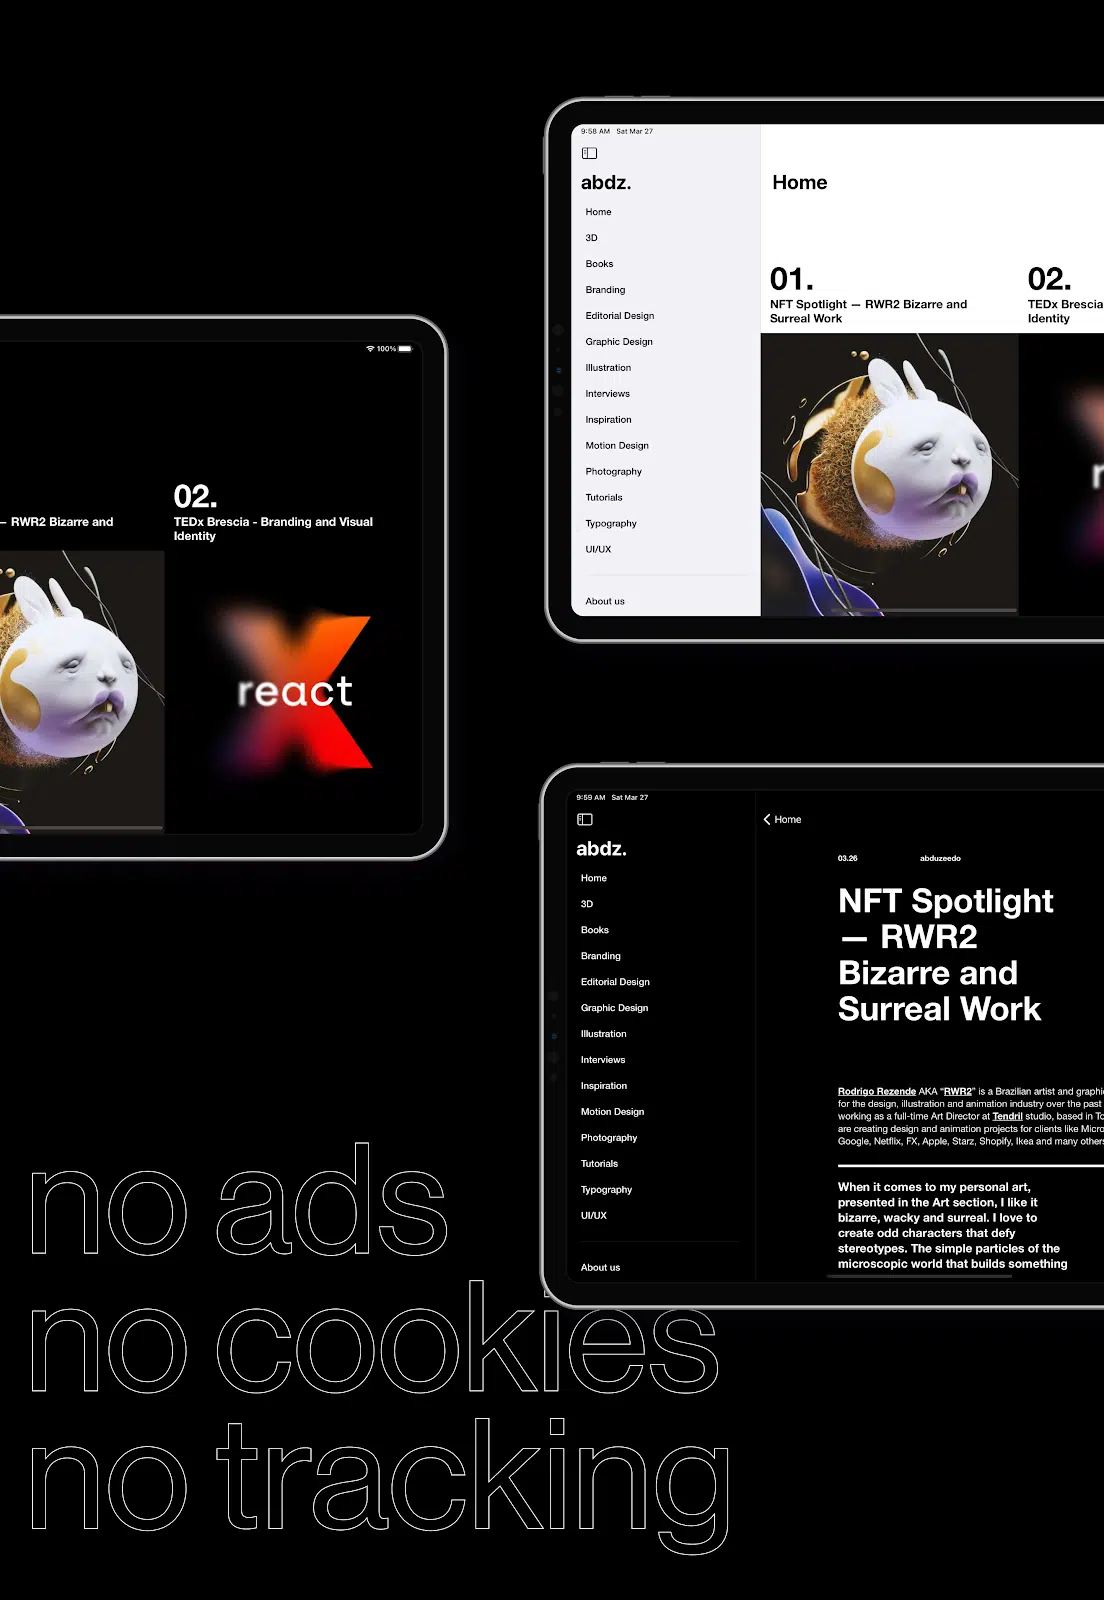 9:58 AM Sat Mar 27
abdz.
Home
3D
Books
Branding
Editorial Design
Graphic Design
Illustration
Interviews
Inspiration
Motion Design
Photography
Tutorials
Typography
UI/UX
About us
Home
01.
NFT Spotlight — RWR2 Bizarre and
Surreal Work
02.
TEDx Brescia
Identity
r
100%
— RWR2 Bizarre and
02.
TEDx Brescia - Branding and Visual
Identity
react
9:59 AM Sat Mar 27
abdz.
Home
3D
Books
Branding
Editorial Design
Graphic Design
Illustration
Interviews
Inspiration
Motion Design
Photography
Tutorials
Typography
UI/UX
About us
Home
03.26 abduzeedo
NFT Spotlight
— RWR2
Bizarre and
Surreal Work
Rodrigo Rezende AKA "RWR2" is a Brazilian artist and graphi
for the design, illustration and animation industry over the past
working as a full-time Art Director at Tendril studio, based in To
are creating design and animation projects for clients like Micro
Google, Netflix, FX, Apple, Starz, Shopify, Ikea and many others
When it comes to my personal art,
presented in the Art section, I like it
bizarre, wacky and surreal. I love to
create odd characters that defy
stereotypes. The simple particles of the
microscopic world that builds something
no ads
no cookies
no tracking